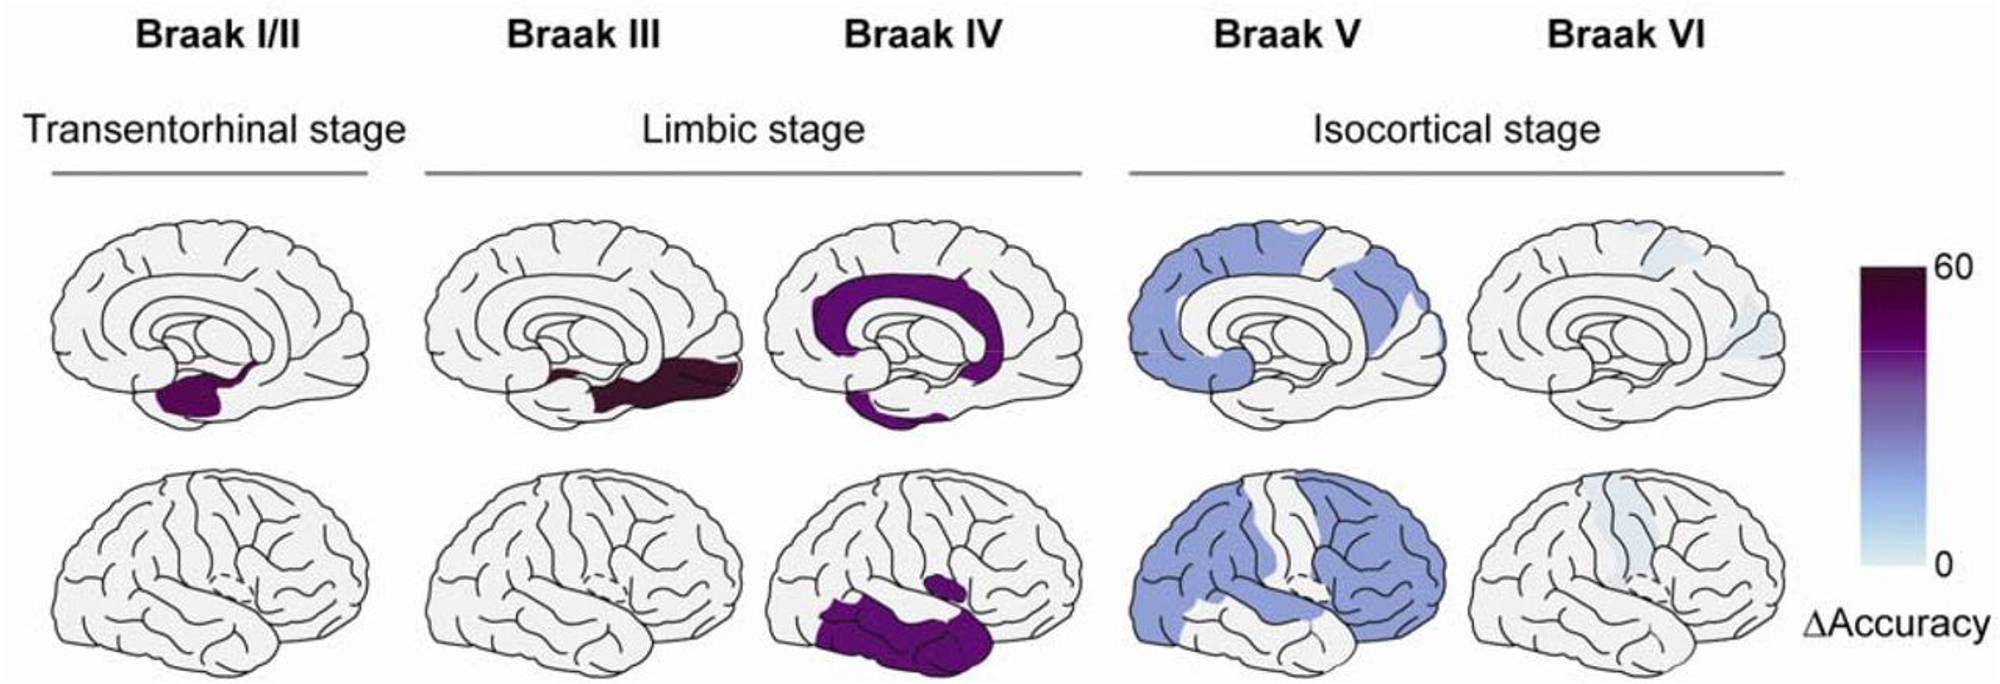 Braak I/II Braak III Braak IV Braak V Braak VI
Transentorhinal stage Limbic stage Isocortical stage
60
0
ΔAccuracy